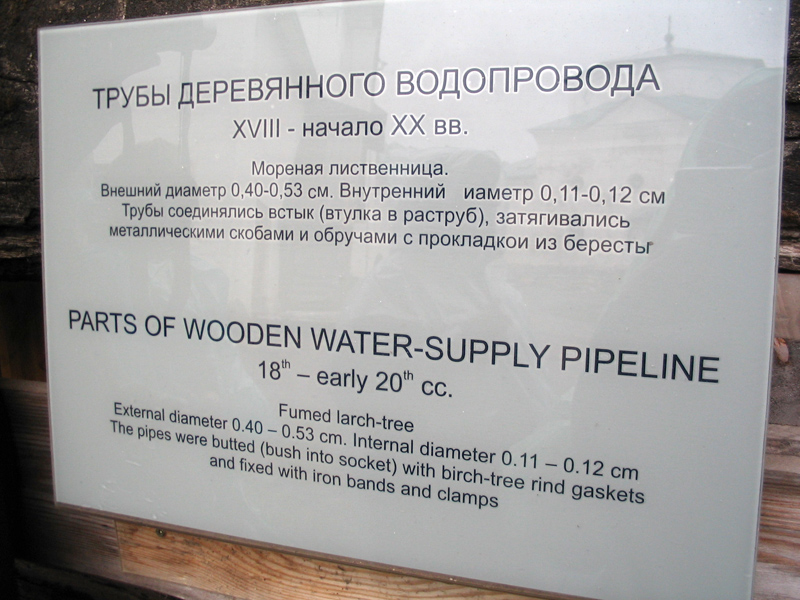 ТРУБЫ ДЕРЕВЯННОГО ВОДОПРОВОДА
XVIII - начало XX вв.
Мореная лиственница.
Внешний диаметр 0,40-0,53 см. Внутренний иаметр 0,11-0,12 см
Трубы соединялись встык (втулка в раструб), затягивались
металлическими скобами и обручами с прокладкои из бересты
PARTS OF WOODEN WATER-SUPPLY PIPELINE
18th – early 20th cc.
Fumed larch-tree
External diameter 0.40 – 0.53 cm. Internal diameter 0.11 – 0.12 cm
The pipes were butted (bush into socket) with birch-tree rind gaskets
and fixed with iron bands and clamps